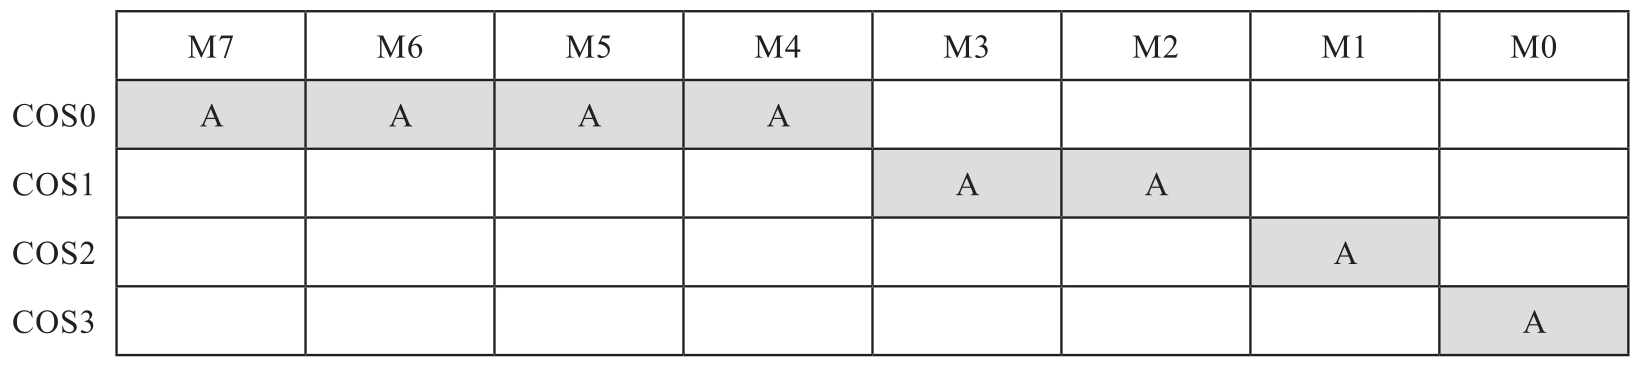 M7 M6 M5 M4 M3 M2 M1 M0
COS0 A A A A
COS1 A A
COS2 A
COS3 A